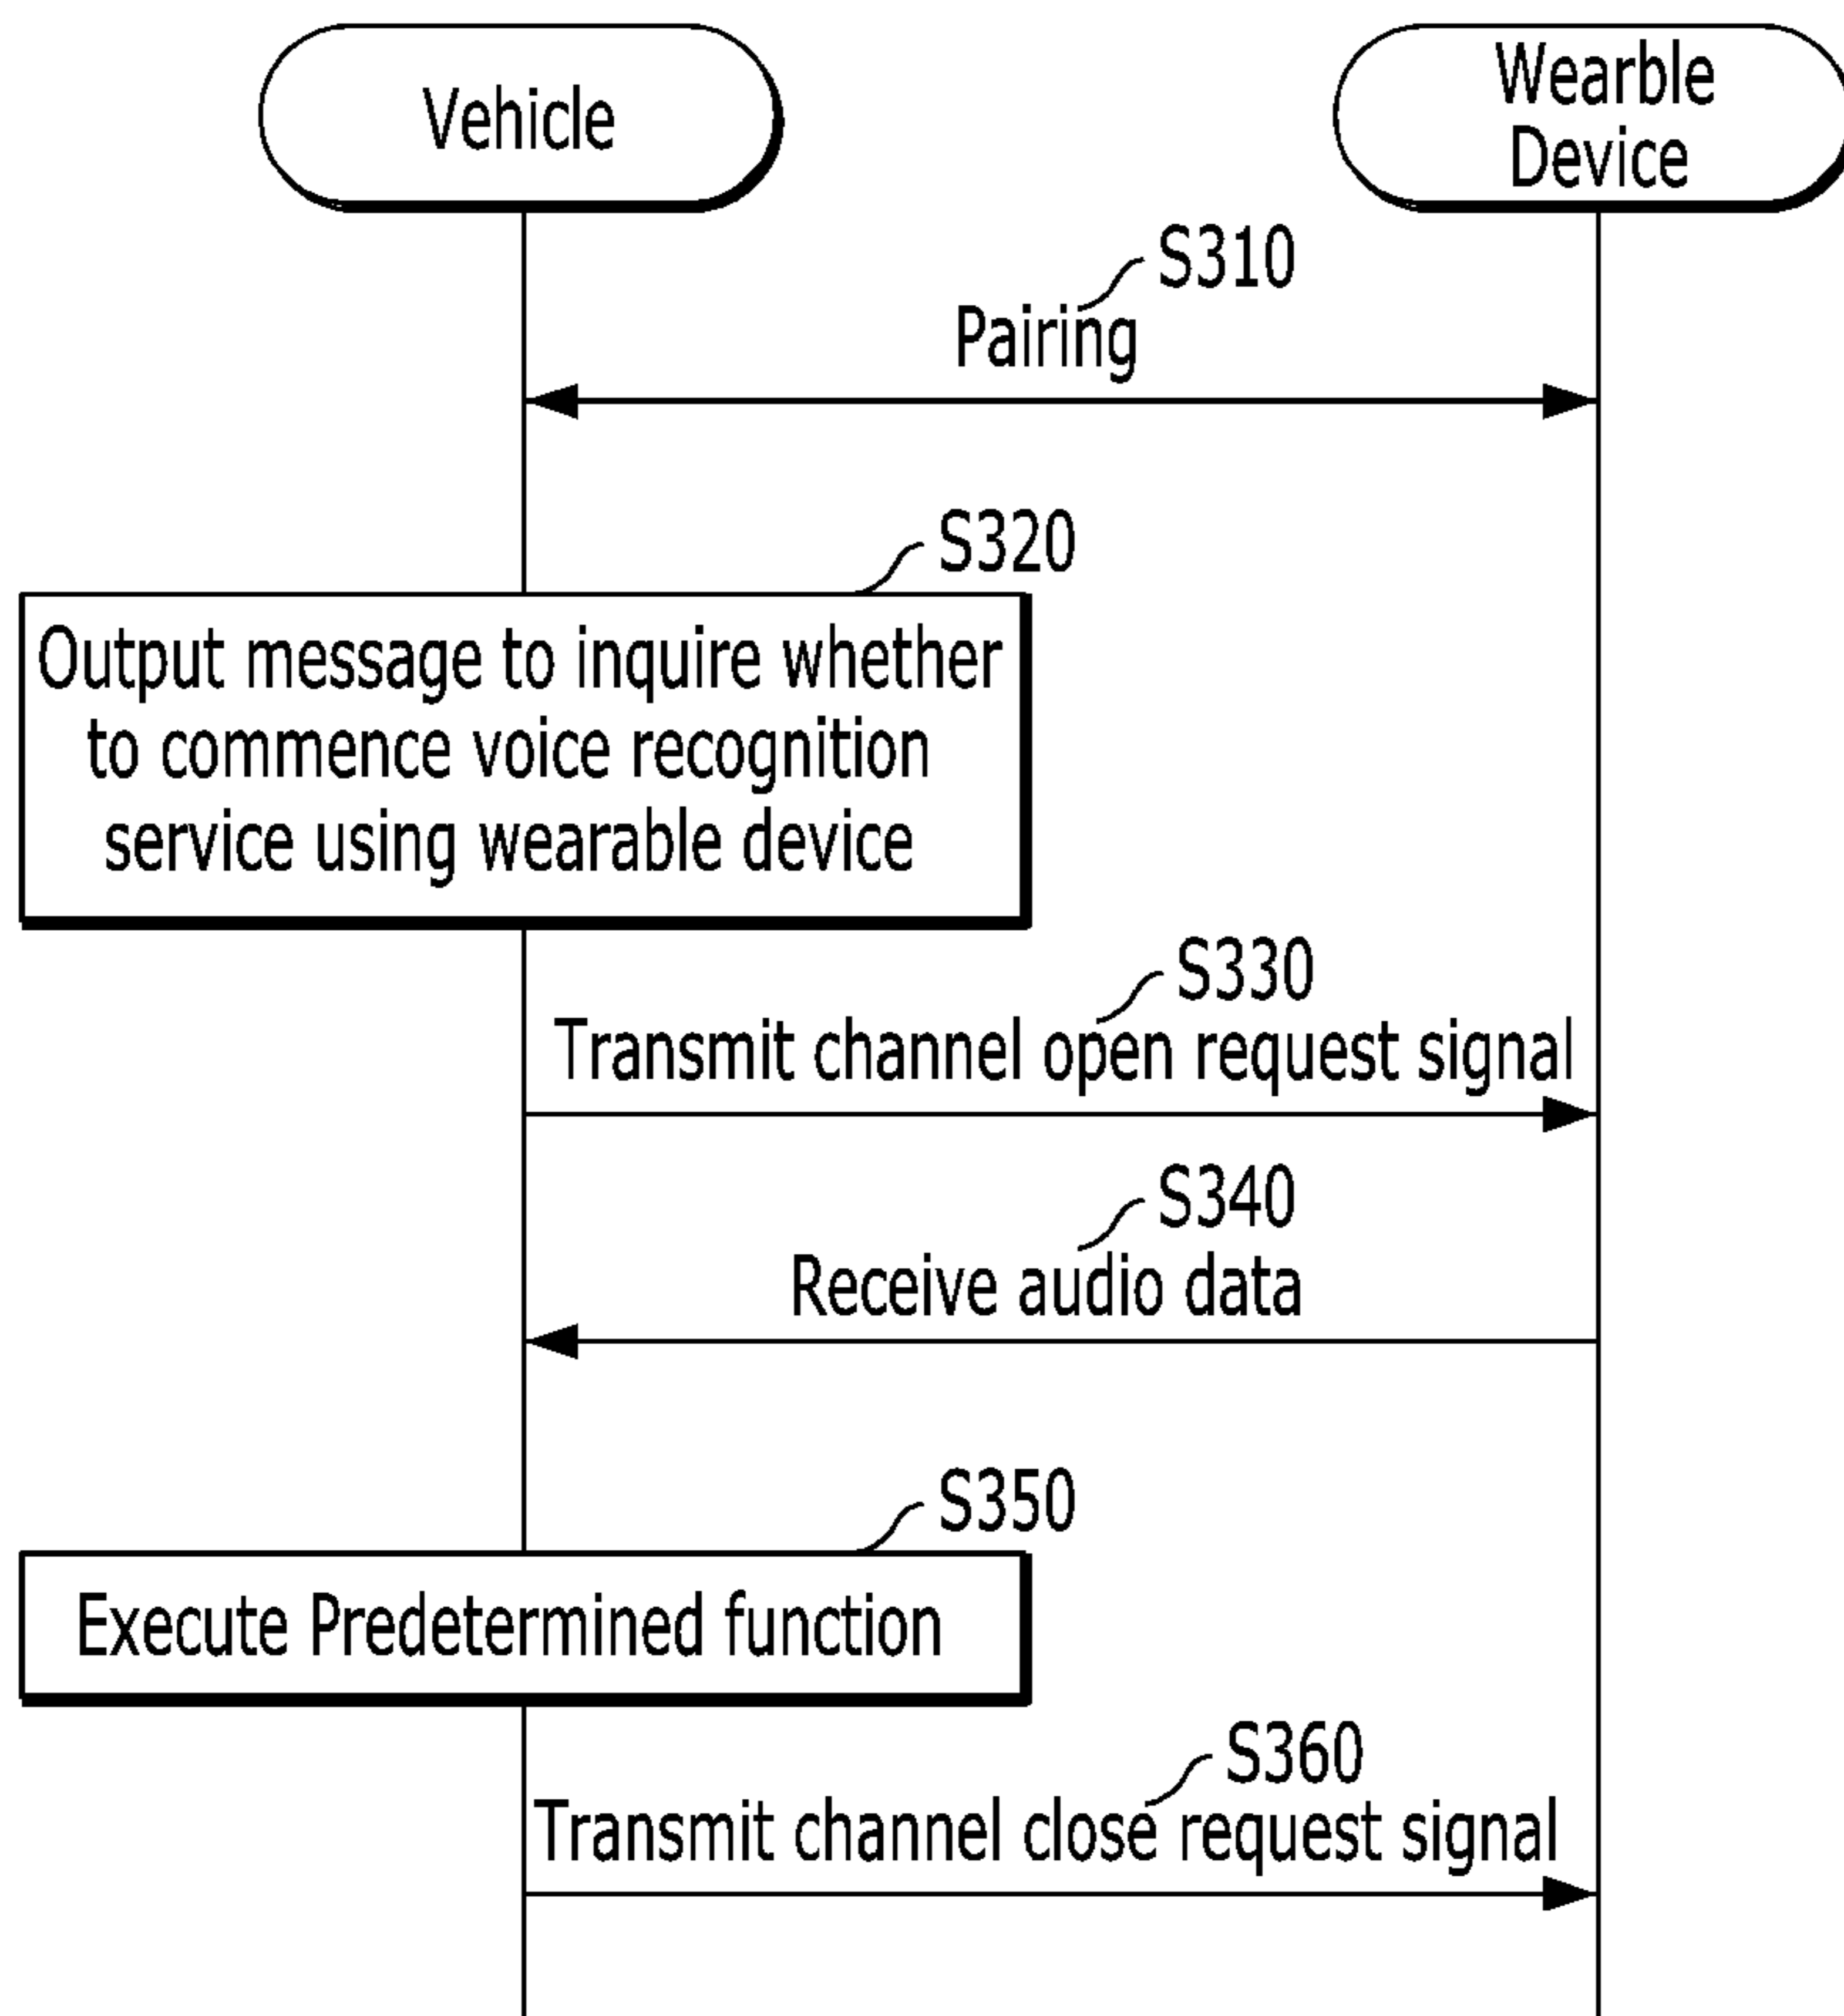 Vehicle
Wearble
Device
S310
Pairing
S320
Output message to inquire whether
to commence voice recognition
service using wearable device
S330
Transmit channel open request signal
S340
Receive audio data
S350
Execute Predetermined function
S360
Transmit channel close request signal